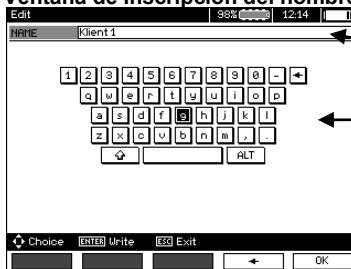 Ventana de inscripción del nombre
Edit 98% 12:14
NAME Klient 1
1 2 3 4 5 6 7 8 9 0 - ←
q w e r t y u i o p
a s d f g h j k l
z x c v b n m , .
ALT
Choice ENTER Write ESC Exit
← OK